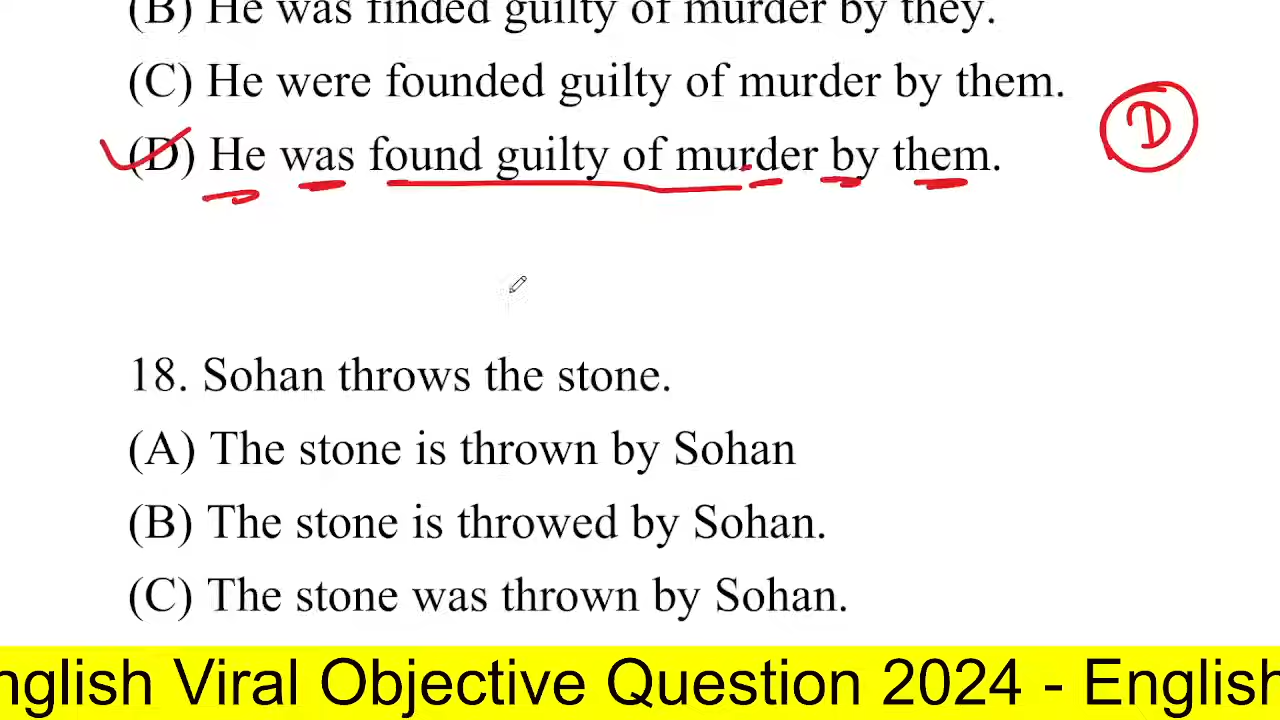 (B) He was finded guilty of murder by they.
(C) He were founded guilty of murder by them.
(D) He was found guilty of murder by them.
D
18. Sohan throws the stone.
(A) The stone is thrown by Sohan
(B) The stone is throwed by Sohan.
(C) The stone was thrown by Sohan.
nglish Viral Objective Question 2024 - English